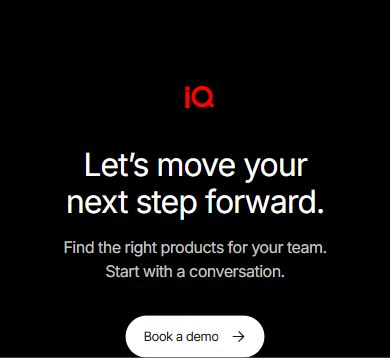 iQ
Let’s move your
next step forward.
Find the right products for your team.
Start with a conversation.
Book a demo →